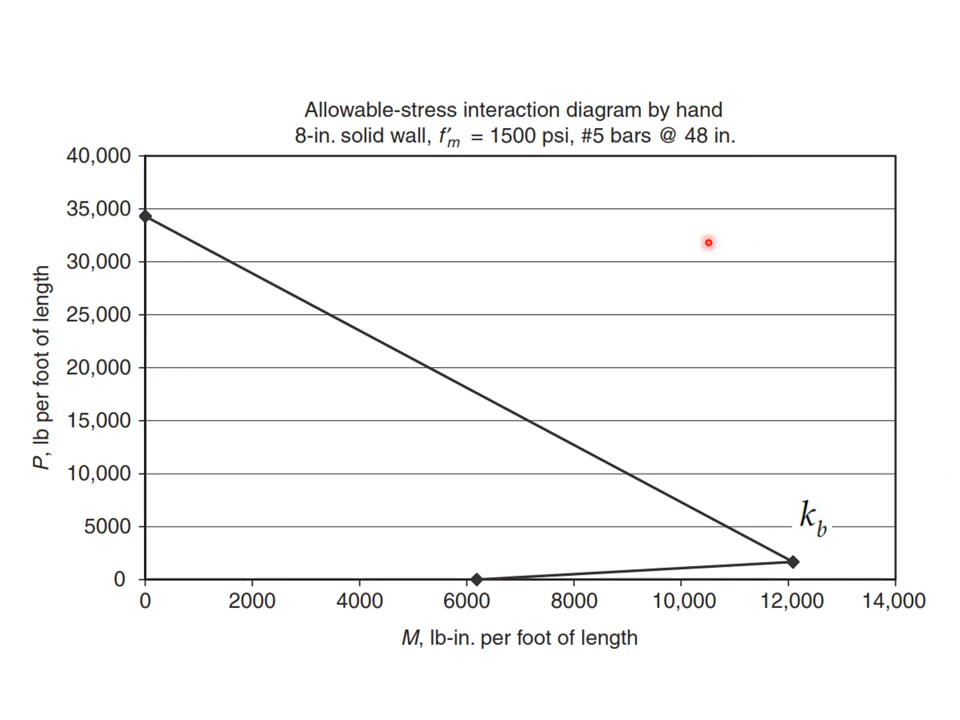 Allowable-stress interaction diagram by hand
8-in. solid wall, f′m = 1500 psi, #5 bars @ 48 in.
40,000
35,000
30,000
25,000
20,000
15,000
10,000
5000
0
P, lb per foot of length
kb
0 2000 4000 6000 8000 10,000 12,000 14,000
M, lb-in. per foot of length